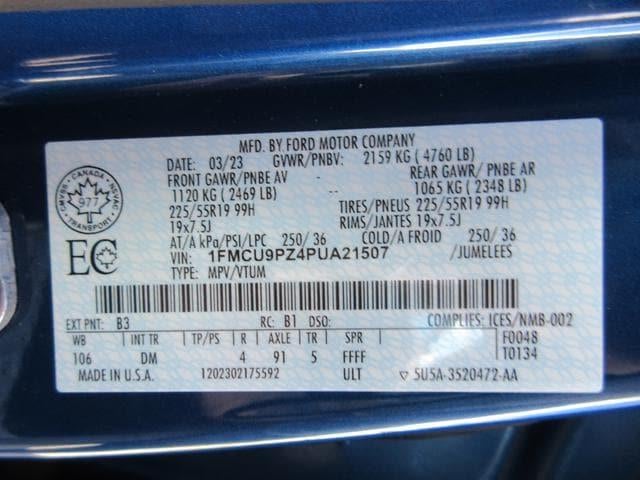 MFD. BY FORD MOTOR COMPANY
DATE: 03/23 GVWR/PNBV: 2159 KG ( 4760 LB)
FRONT GAWR/PNBE AV -- REAR GAWR/ PNBE AR
1120 KG ( 2469 LB) -- 1065 KG ( 2348 LB)
225/55R19 99H TIRES/PNEUS 225/55R19 99H
19x7.5J RIMS/JANTES 19x7.5J
AT/A kPa/PSI/LPC 250/ 36 COLD/A FROID 250/ 36
VIN: 1FMCU9PZ4PUA21507 /JUMELEES
TYPE: MPV/VTUM
CMVSS · CANADA · NSVAC
977
TRANSPORT
EC
EXT PNT: B3 RC: B1 DSO: COMPLIES: ICES/NMB-002
WB INT TR TP/PS R AXLE TR SPR F0048
106 DM 4 91 5 FFFF T0134
MADE IN U.S.A. 1202302175592 ULT ▽ 5U5A-3520472-AA